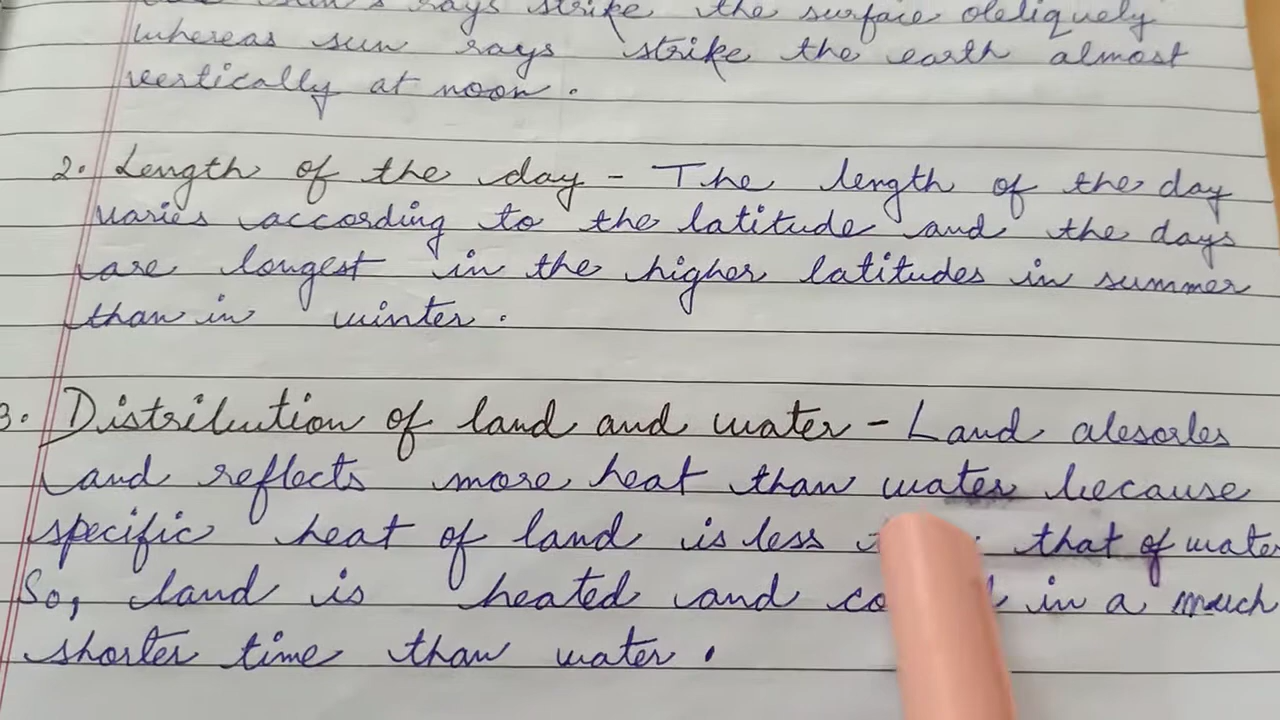 sun's rays strike the surface obliquely
whereas sun rays strike the earth almost
vertically at noon.
2. Length of the day - The length of the day
varies according to the latitude and the days
are longest in the higher latitudes in summer
than in winter.
3. Distribution of land and water - Land absorbs
and reflects more heat than water because
specific heat of land is less that of water
So, land is heated and in a much
shorter time than water.